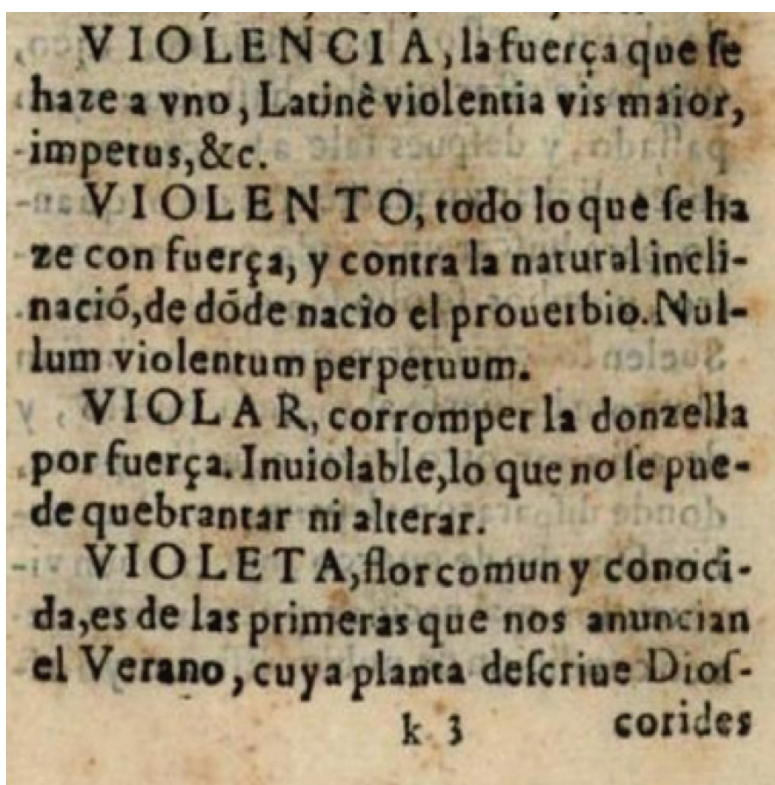 VIOLENCIA, la fuerça que ſe
haze a vno, Latinè violentia vis maior,
impetus, &c.
VIOLENTO, todo lo que ſe ha
ze con fuerça, y contra la natural incli-
nació, de dōde nacio el prouerbio. Nul-
lum violentum perpetuum.
VIOLAR, corromper la donzella
por fuerça. Inuiolable, lo que no ſe pue-
de quebrantar ni alterar.
VIOLETA, flor comun y conoci-
da, es de las primeras que nos anuncian
el Verano, cuya planta deſcriue Dioſ-
k 3 corides